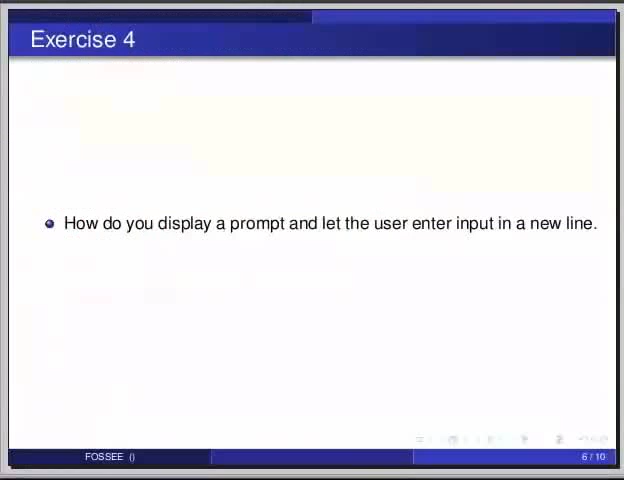 Exercise 4
How do you display a prompt and let the user enter input in a new line.
FOSSEE ()
6 / 10